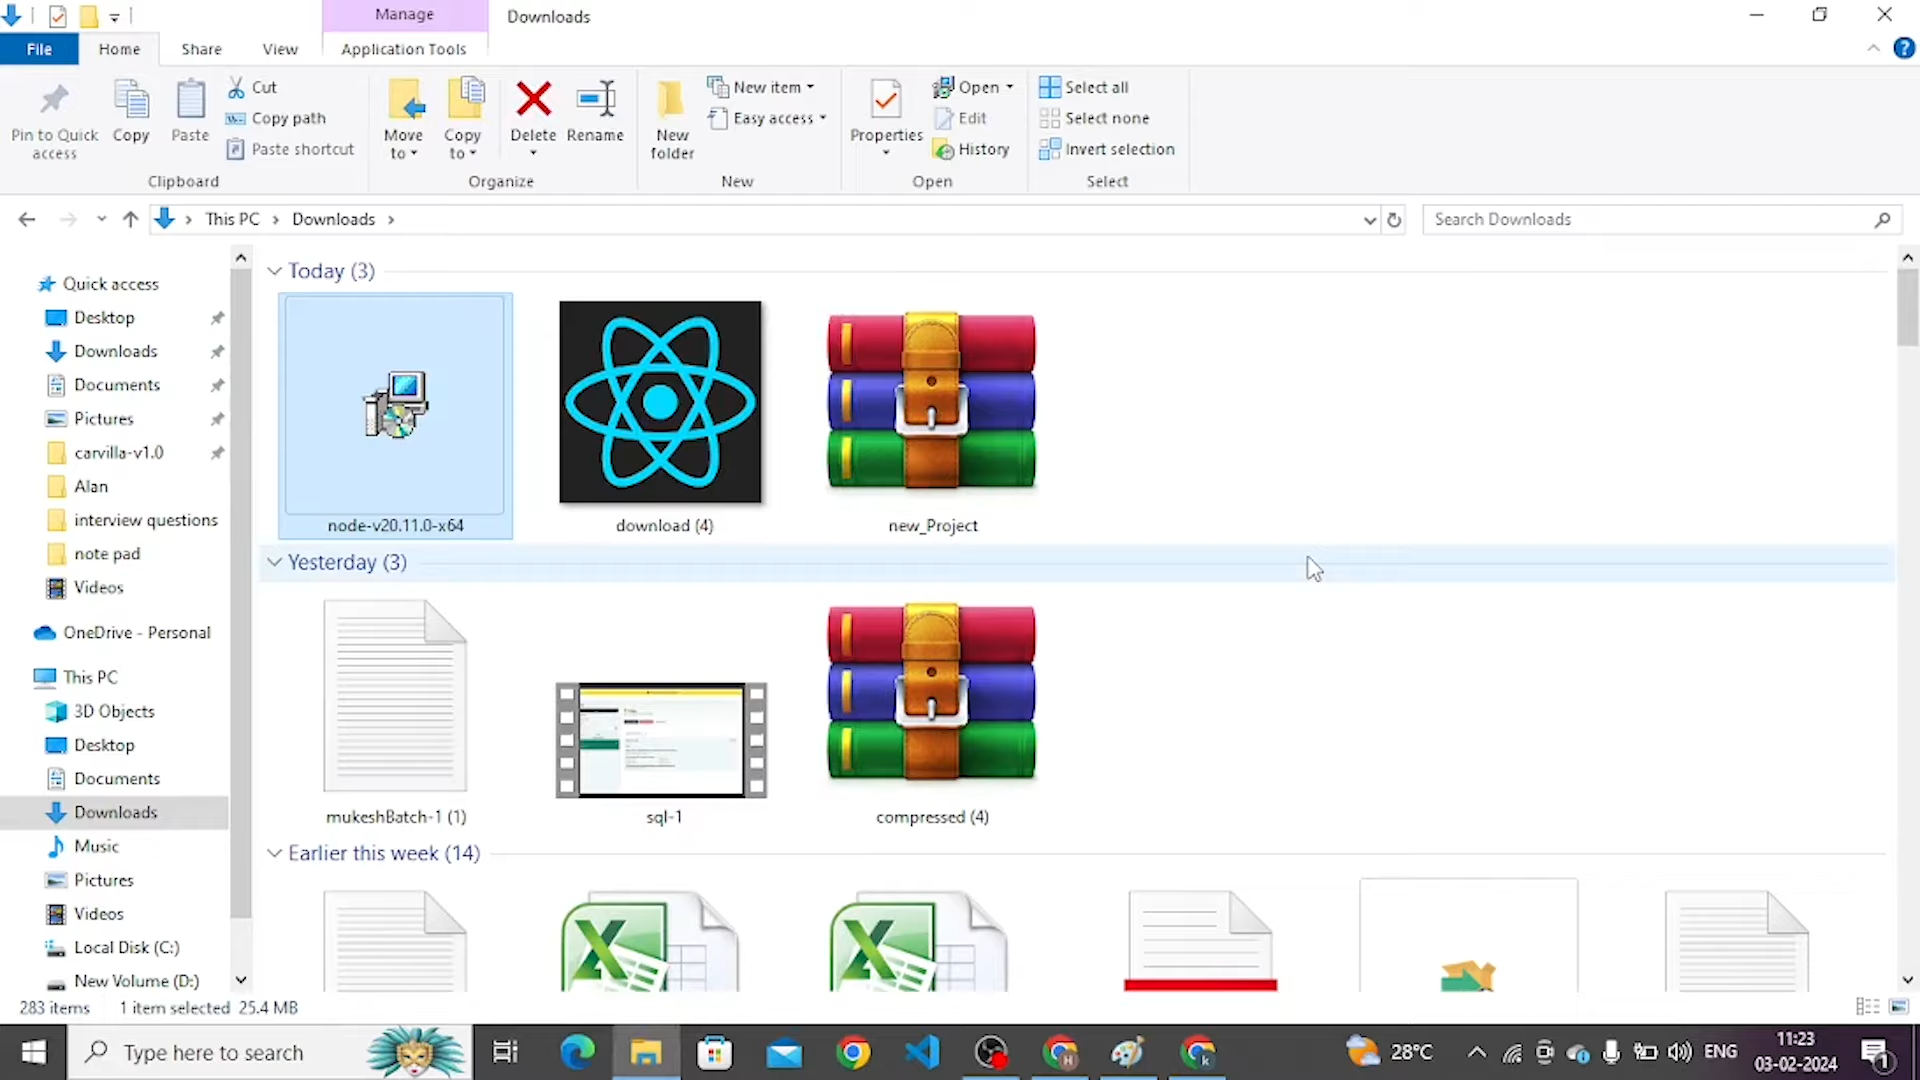 Manage
Downloads
File
Home
Share
View
Application Tools
Pin to Quick
access
Copy
Paste
Cut
Copy path
Paste shortcut
Move
to
Copy
to
Delete
Rename
New
folder
New item
Easy access
Properties
Open
Edit
History
Select all
Select none
Invert selection
Clipboard
Organize
New
Open
Select
This PC
Downloads
Search Downloads
Quick access
Desktop
Downloads
Documents
Pictures
carvilla-v1.0
Alan
interview questions
note pad
Videos
OneDrive - Personal
This PC
3D Objects
Desktop
Documents
Downloads
Music
Pictures
Videos
Local Disk (C:)
New Volume (D:)
Today (3)
node-v20.11.0-x64
download (4)
new_Project
Yesterday (3)
mukeshBatch-1 (1)
sql-1
compressed (4)
Earlier this week (14)
283 items
1 item selected 25.4 MB
Type here to search
28°C
ENG
11:23
03-02-2024
1